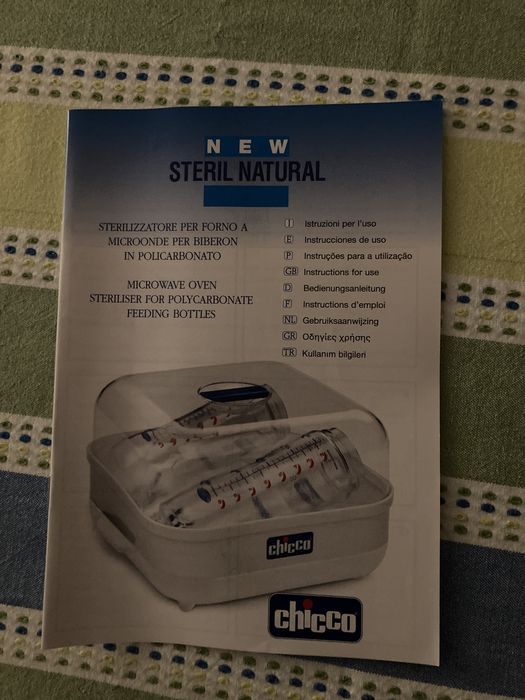 NEW
STERIL NATURAL
STERILIZZATORE PER FORNO A
MICROONDE PER BIBERON
IN POLICARBONATO
MICROWAVE OVEN
STERILISER FOR POLYCARBONATE
FEEDING BOTTLES
I Istruzioni per l'uso
E Instrucciones de uso
P Instruções para a utilização
GB Instructions for use
D Bedienungsanleitung
F Instructions d'emploi
NL Gebruiksaanwijzing
GR Οδηγίες χρήσης
TR Kullanım bilgileri
chicco
chicco